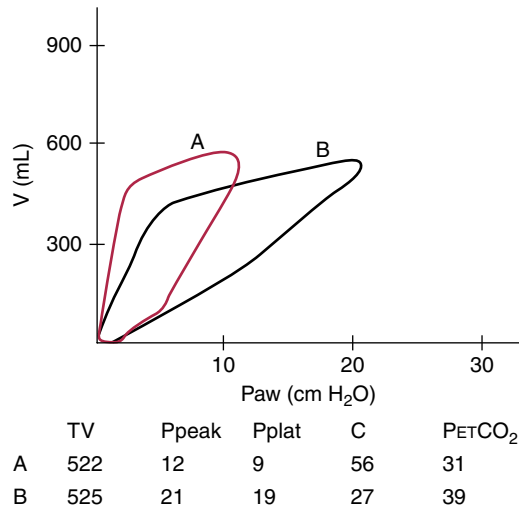 900
A
600
B
V (mL)
300
10
20
30
Paw (cm H₂O)
TV Ppeak Pplat C PETCO₂
A 522 12 9 56 31
B 525 21 19 27 39